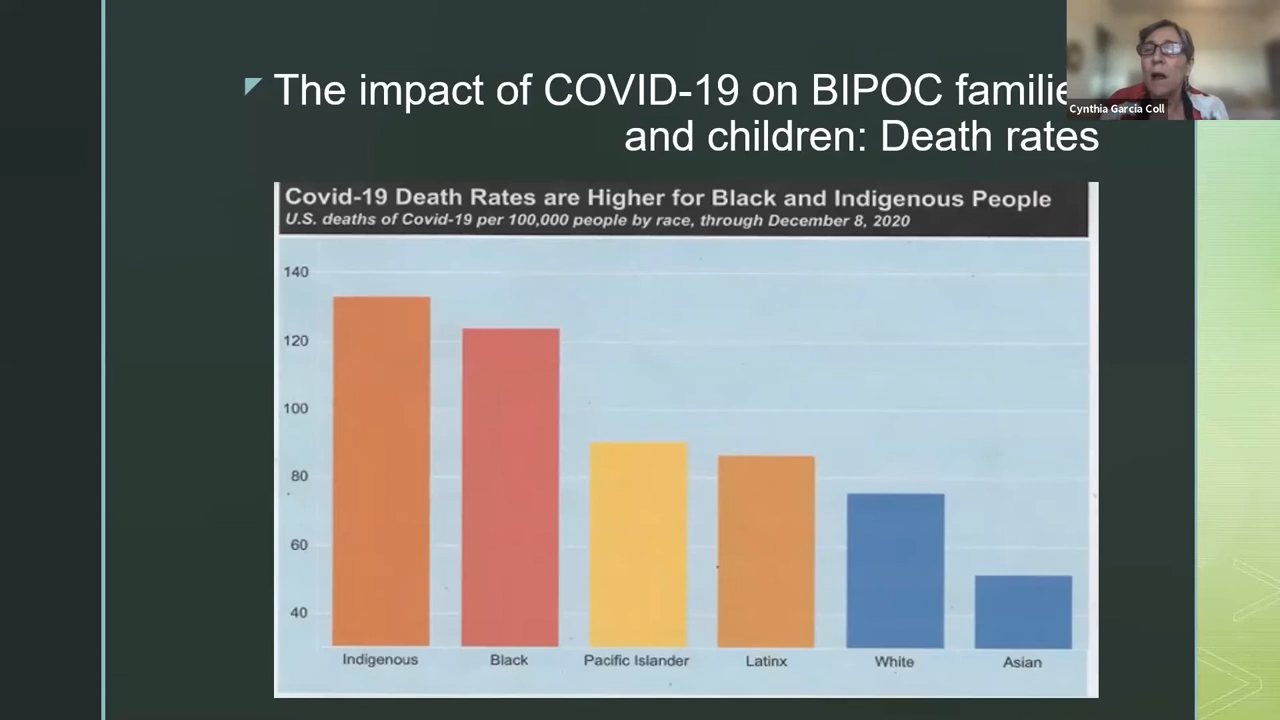 The impact of COVID-19 on BIPOC familie
and children: Death rates
Cynthia García Coll
Covid-19 Death Rates are Higher for Black and Indigenous People
U.S. deaths of Covid-19 per 100,000 people by race, through December 8, 2020
140
120
100
80
60
40
Indigenous Black Pacific Islander Latinx White Asian